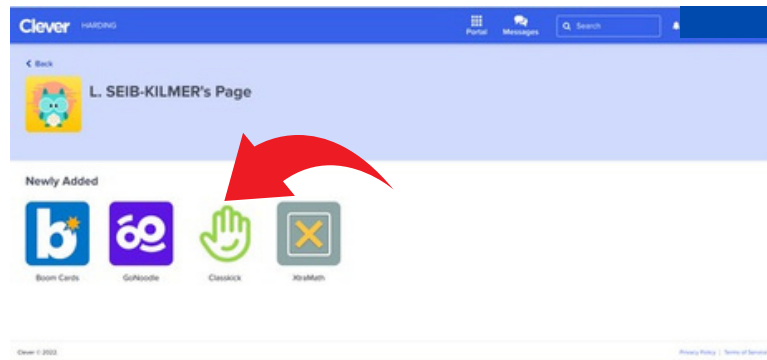 Clever HARDING Portal Messages Search
Back
L. SEIB-KILMER's Page
Newly Added
Boom Cards GoNoodle Classkick XtraMath
Clever © 2022 Privacy Policy | Terms of Service